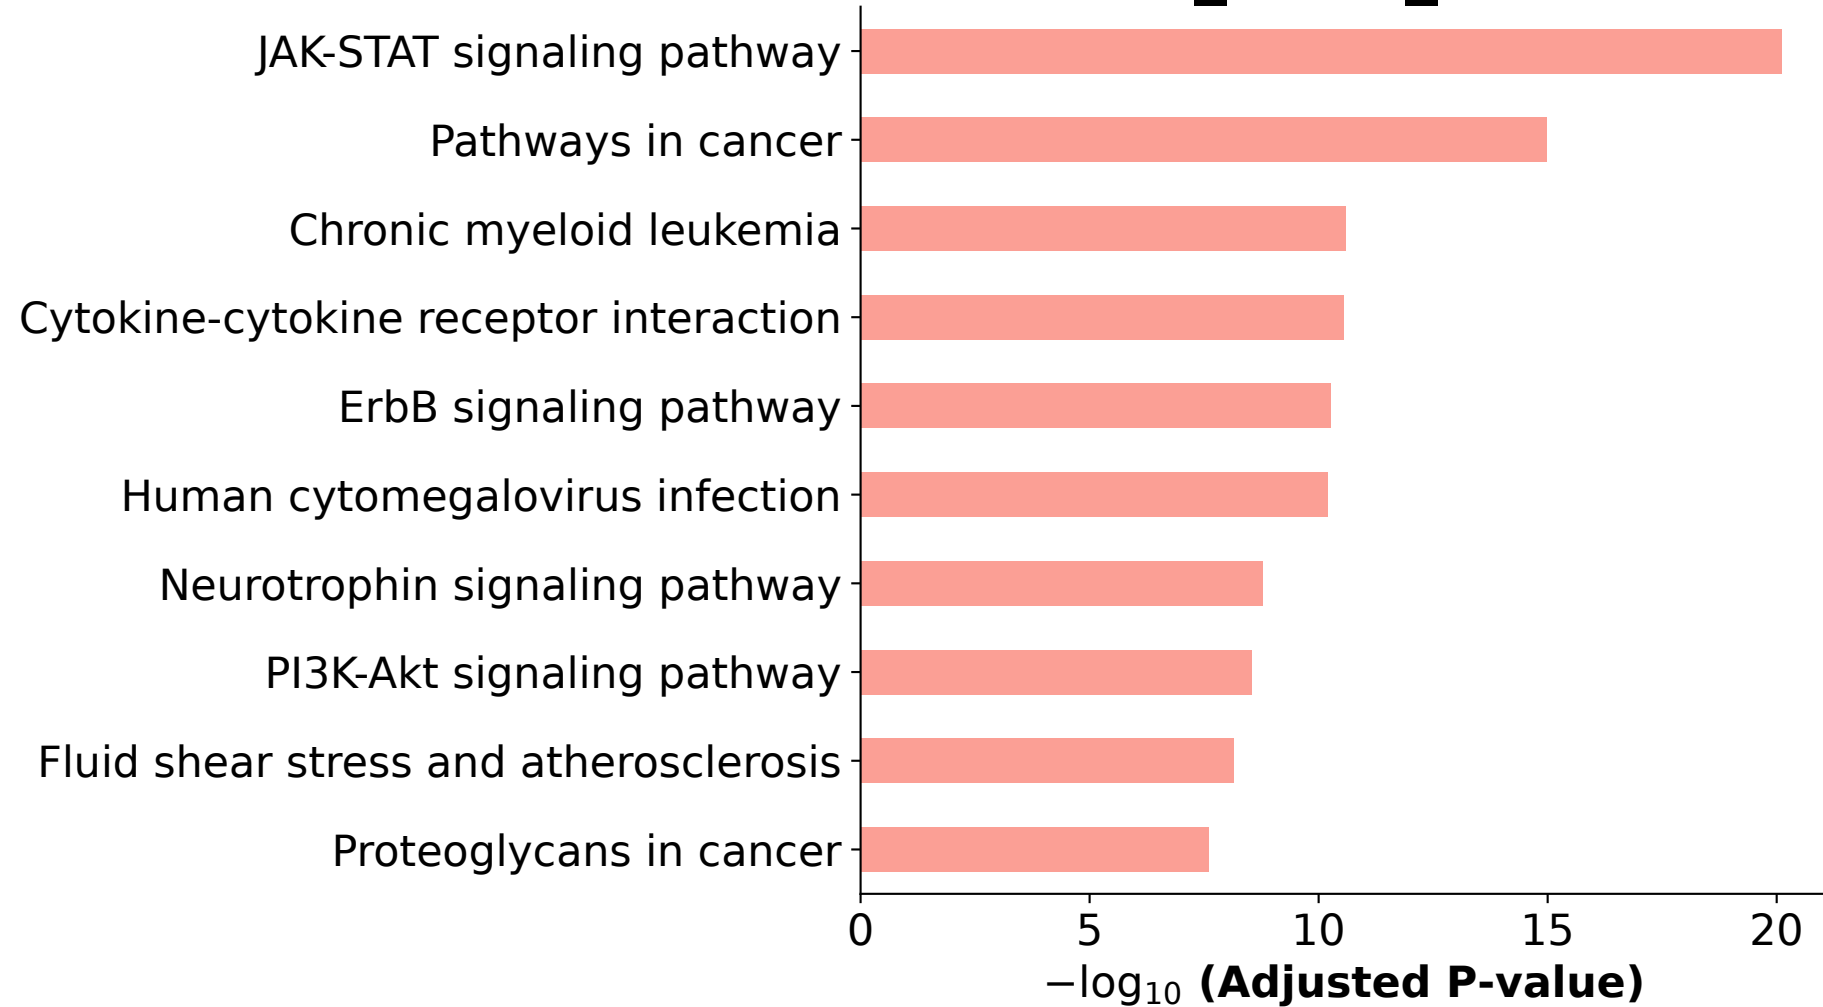 JAK-STAT signaling pathway
Pathways in cancer
Chronic myeloid leukemia
Cytokine-cytokine receptor interaction
ErbB signaling pathway
Human cytomegalovirus infection
Neurotrophin signaling pathway
PI3K-Akt signaling pathway
Fluid shear stress and atherosclerosis
Proteoglycans in cancer
0 5 10 15 20
−log₁₀ (Adjusted P-value)